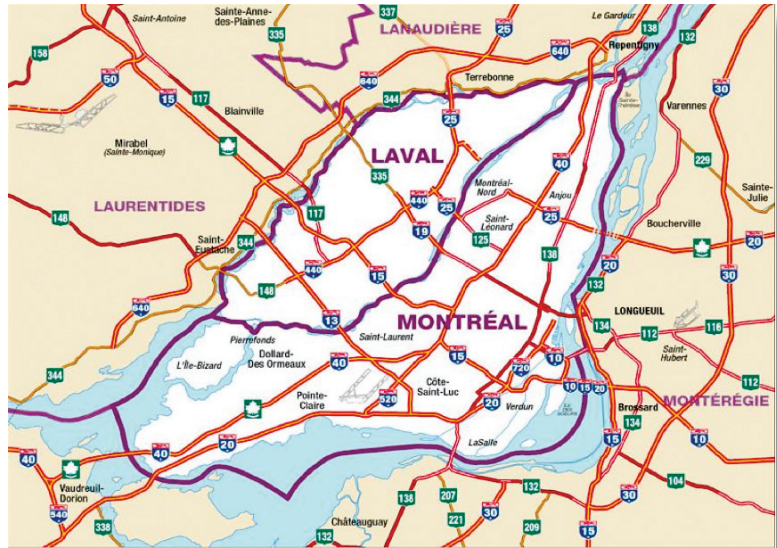 Saint-Antoine
Sainte-Anne-
des-Plaines
337
LANAUDIÈRE
25
Le Gardeur
138
132
335
640
Repentigny
158
50
15
117
640
344
Terrebonne
30
Blainville
25
Île
Sainte-
Thérèse
Varennes
Mirabel
(Sainte-Monique)
LAVAL
40
229
335
Montréal-
Nord
Anjou
Sainte-
Julie
LAURENTIDES
117
440
25
25
Saint-
Léonard
148
19
125
Boucherville
20
Saint-
Eustache
344
440
15
138
20
30
148
132
640
13
MONTRÉAL
LONGUEUIL
134
116
112
Pierrefonds
Saint-Laurent
L'Île-Bizard
Dollard-
Des Ormeaux
40
15
10
Saint-
Hubert
344
720
112
Côte-
Saint-Luc
10
15
20
Pointe-
Claire
520
20
Verdun
ÎLE
DES
SOEURS
Brossard
MONTÉRÉGIE
134
20
LaSalle
15
10
40
40
Vaudreuil-
Dorion
104
540
138
207
132
30
338
Châteauguay
221
30
209
15
132